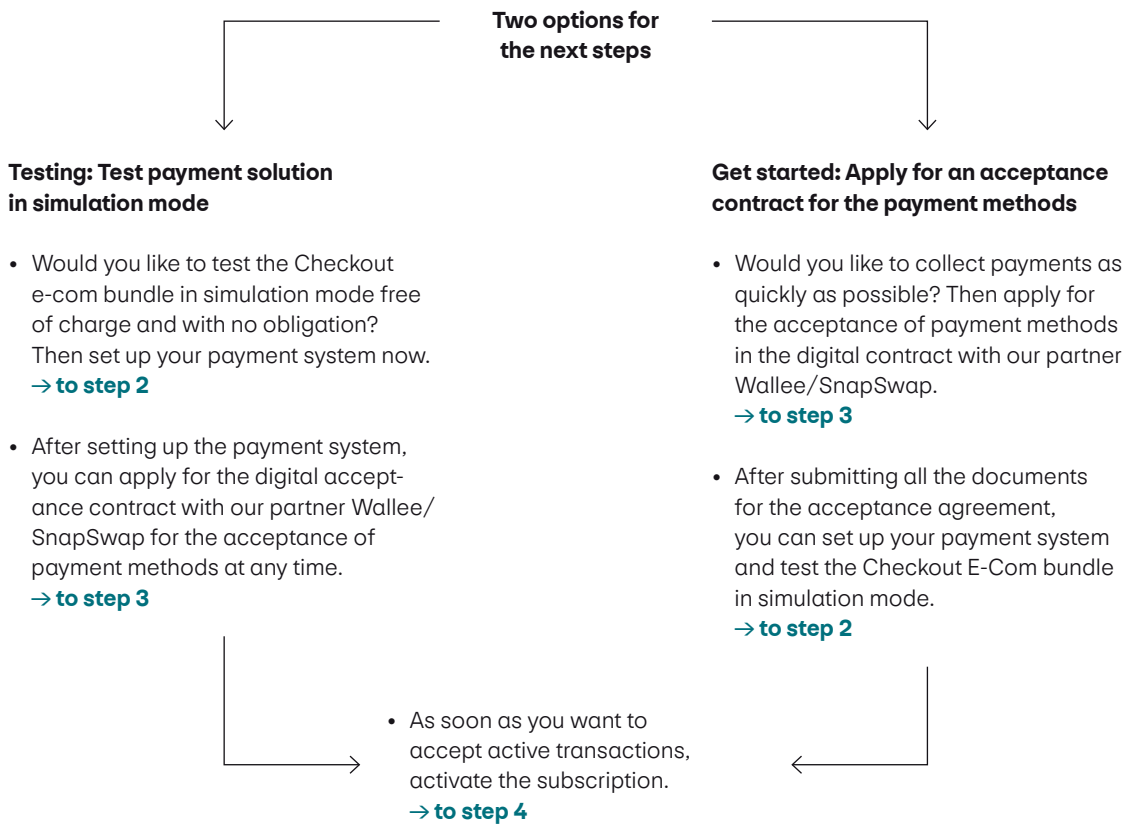 Two options for
the next steps
Testing: Test payment solution
in simulation mode
• Would you like to test the Checkout
e-com bundle in simulation mode free
of charge and with no obligation?
Then set up your payment system now.
→ to step 2
• After setting up the payment system,
you can apply for the digital accept-
ance contract with our partner Wallee/
SnapSwap for the acceptance of
payment methods at any time.
→ to step 3
Get started: Apply for an acceptance
contract for the payment methods
• Would you like to collect payments as
quickly as possible? Then apply for
the acceptance of payment methods
in the digital contract with our partner
Wallee/SnapSwap.
→ to step 3
• After submitting all the documents
for the acceptance agreement,
you can set up your payment system
and test the Checkout E-Com bundle
in simulation mode.
→ to step 2
• As soon as you want to
accept active transactions,
activate the subscription.
→ to step 4